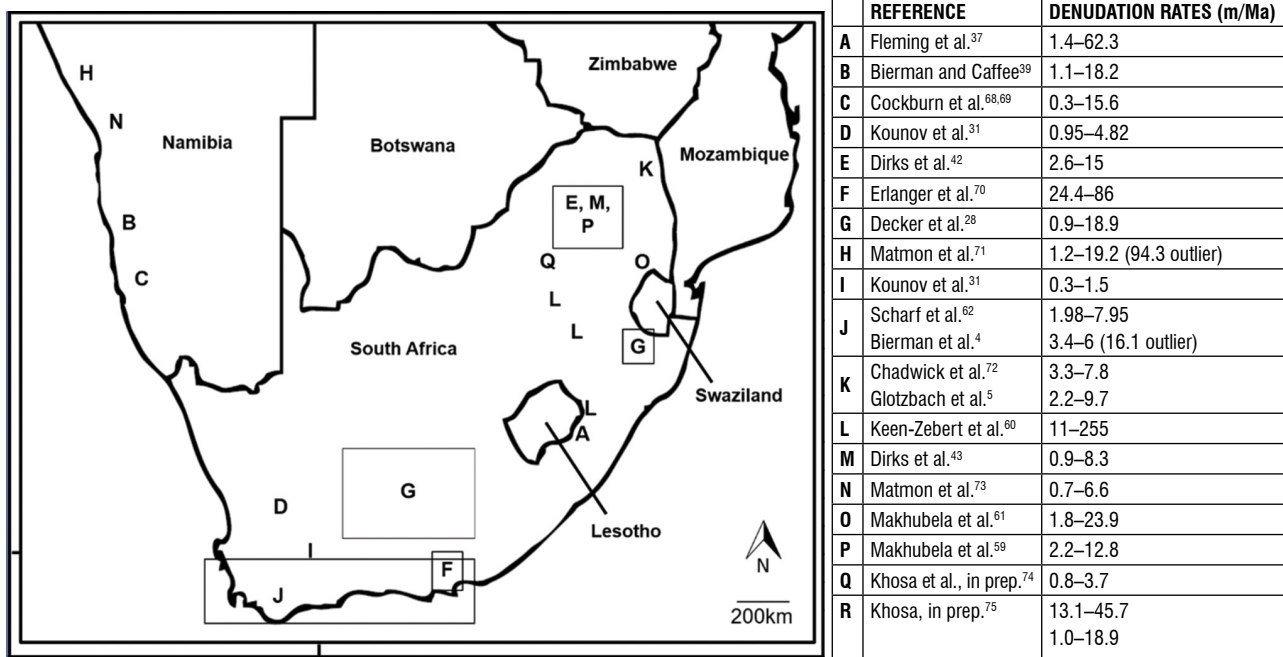 H
Zimbabwe
N
Namibia
Botswana
Mozambique
K
E, M,
P
B
C
Q
O
L
L
G
South Africa
Swaziland
L
A
G
D
Lesotho
I
F
J
N
200km
REFERENCE DENUDATION RATES (m/Ma)
A Fleming et al.37 1.4–62.3
B Bierman and Caffee39 1.1–18.2
C Cockburn et al.68,69 0.3–15.6
D Kounov et al.31 0.95–4.82
E Dirks et al.42 2.6–15
F Erlanger et al.70 24.4–86
G Decker et al.28 0.9–18.9
H Matmon et al.71 1.2–19.2 (94.3 outlier)
I Kounov et al.31 0.3–1.5
J Scharf et al.62 1.98–7.95
Bierman et al.4 3.4–6 (16.1 outlier)
K Chadwick et al.72 3.3–7.8
Glotzbach et al.5 2.2–9.7
L Keen-Zebert et al.60 11–255
M Dirks et al.43 0.9–8.3
N Matmon et al.73 0.7–6.6
O Makhubela et al.61 1.8–23.9
P Makhubela et al.59 2.2–12.8
Q Khosa et al., in prep.74 0.8–3.7
R Khosa, in prep.75 13.1–45.7
1.0–18.9